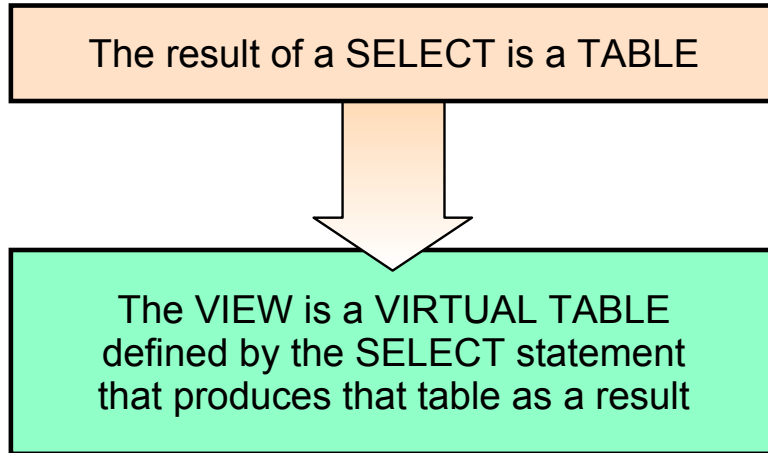 The result of a SELECT is a TABLE
The VIEW is a VIRTUAL TABLE
defined by the SELECT statement
that produces that table as a result